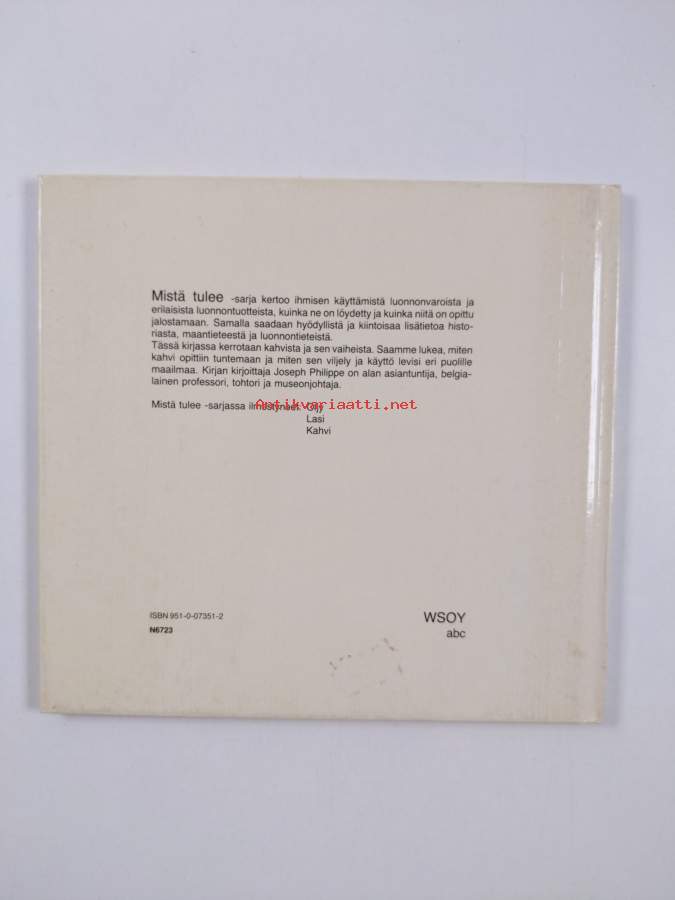 Mistä tulee -sarja kertoo ihmisen käyttämistä luonnonvaroista ja
erilaisista luonnontuotteista, kuinka ne on löydetty ja kuinka niitä on opittu
jalostamaan. Samalla saadaan hyödyllistä ja kiintoisaa lisätietoa histo-
riasta, maantieteestä ja luonnontieteistä.
Tässä kirjassa kerrotaan kahvista ja sen vaiheista. Saamme lukea, miten
kahvi opittiin tuntemaan ja miten sen viljely ja käyttö levisi eri puolille
maailmaa. Kirjan kirjoittaja Joseph Philippe on alan asiantuntija, belgia-
lainen professori, tohtori ja museonjohtaja.
Mistä tulee -sarjassa ilmestyneet: Öljy
Antikvariaatti.net
Lasi
Kahvi
ISBN 951-0-07351-2
N6723
WSOY
abc